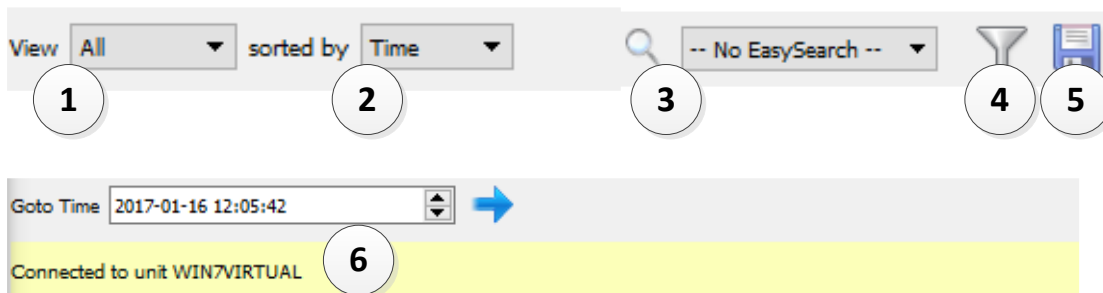 View All sorted by Time -- No EasySearch --
1 2 3 4 5
Goto Time 2017-01-16 12:05:42
6
Connected to unit WIN7VIRTUAL